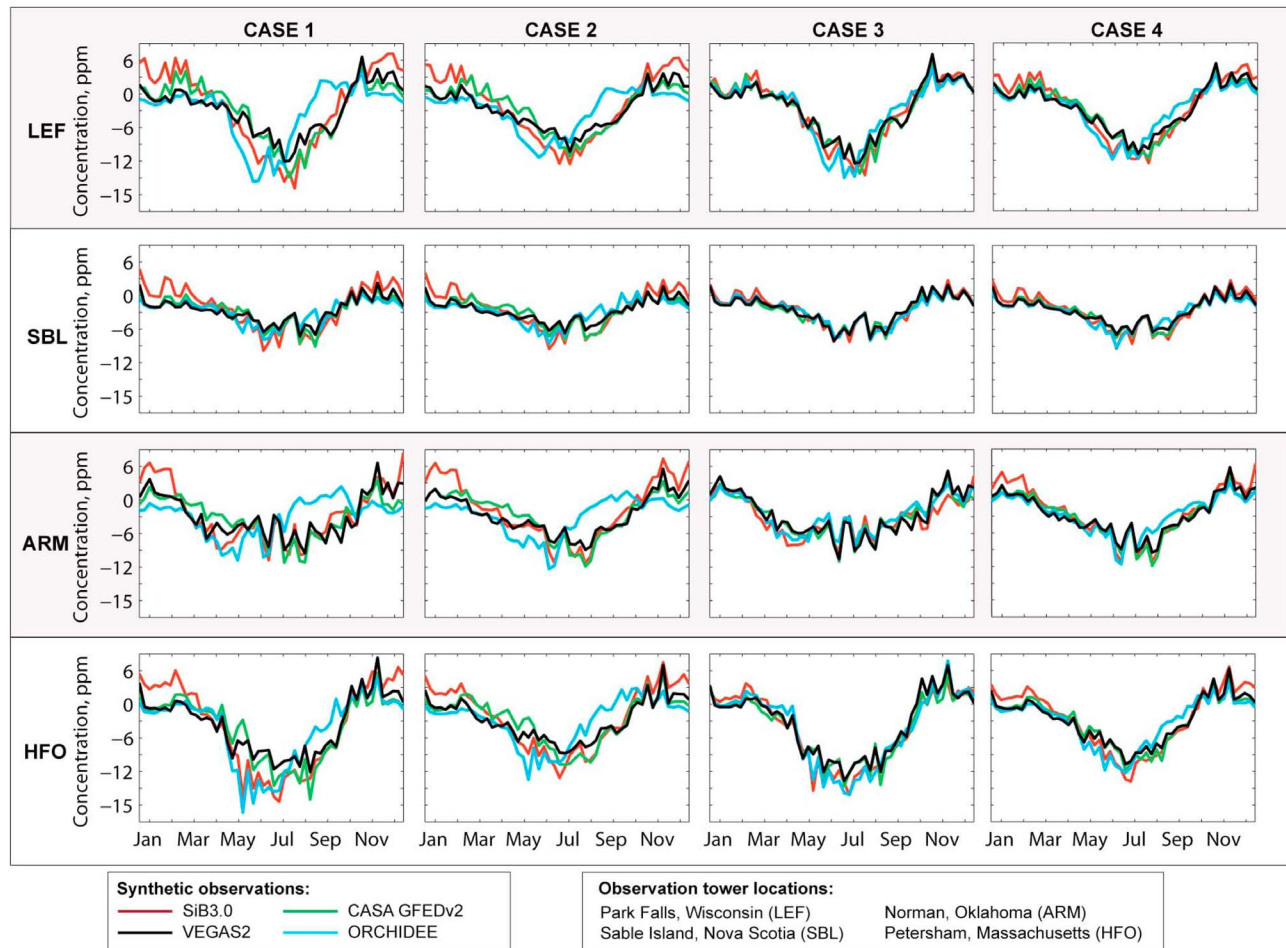 CASE 1 CASE 2 CASE 3 CASE 4
LEF
Concentration, ppm
6
0
−6
−12
−15
SBL
Concentration, ppm
6
0
−6
−12
−15
ARM
Concentration, ppm
6
0
−6
−12
−15
HFO
Concentration, ppm
6
0
−6
−12
−15
Jan Mar May Jul Sep Nov Jan Mar May Jul Sep Nov Jan Mar May Jul Sep Nov Jan Mar May Jul Sep Nov
Synthetic observations:
SiB3.0 CASA GFEDv2
VEGAS2 ORCHIDEE
Observation tower locations:
Park Falls, Wisconsin (LEF) Norman, Oklahoma (ARM)
Sable Island, Nova Scotia (SBL) Petersham, Massachusetts (HFO)